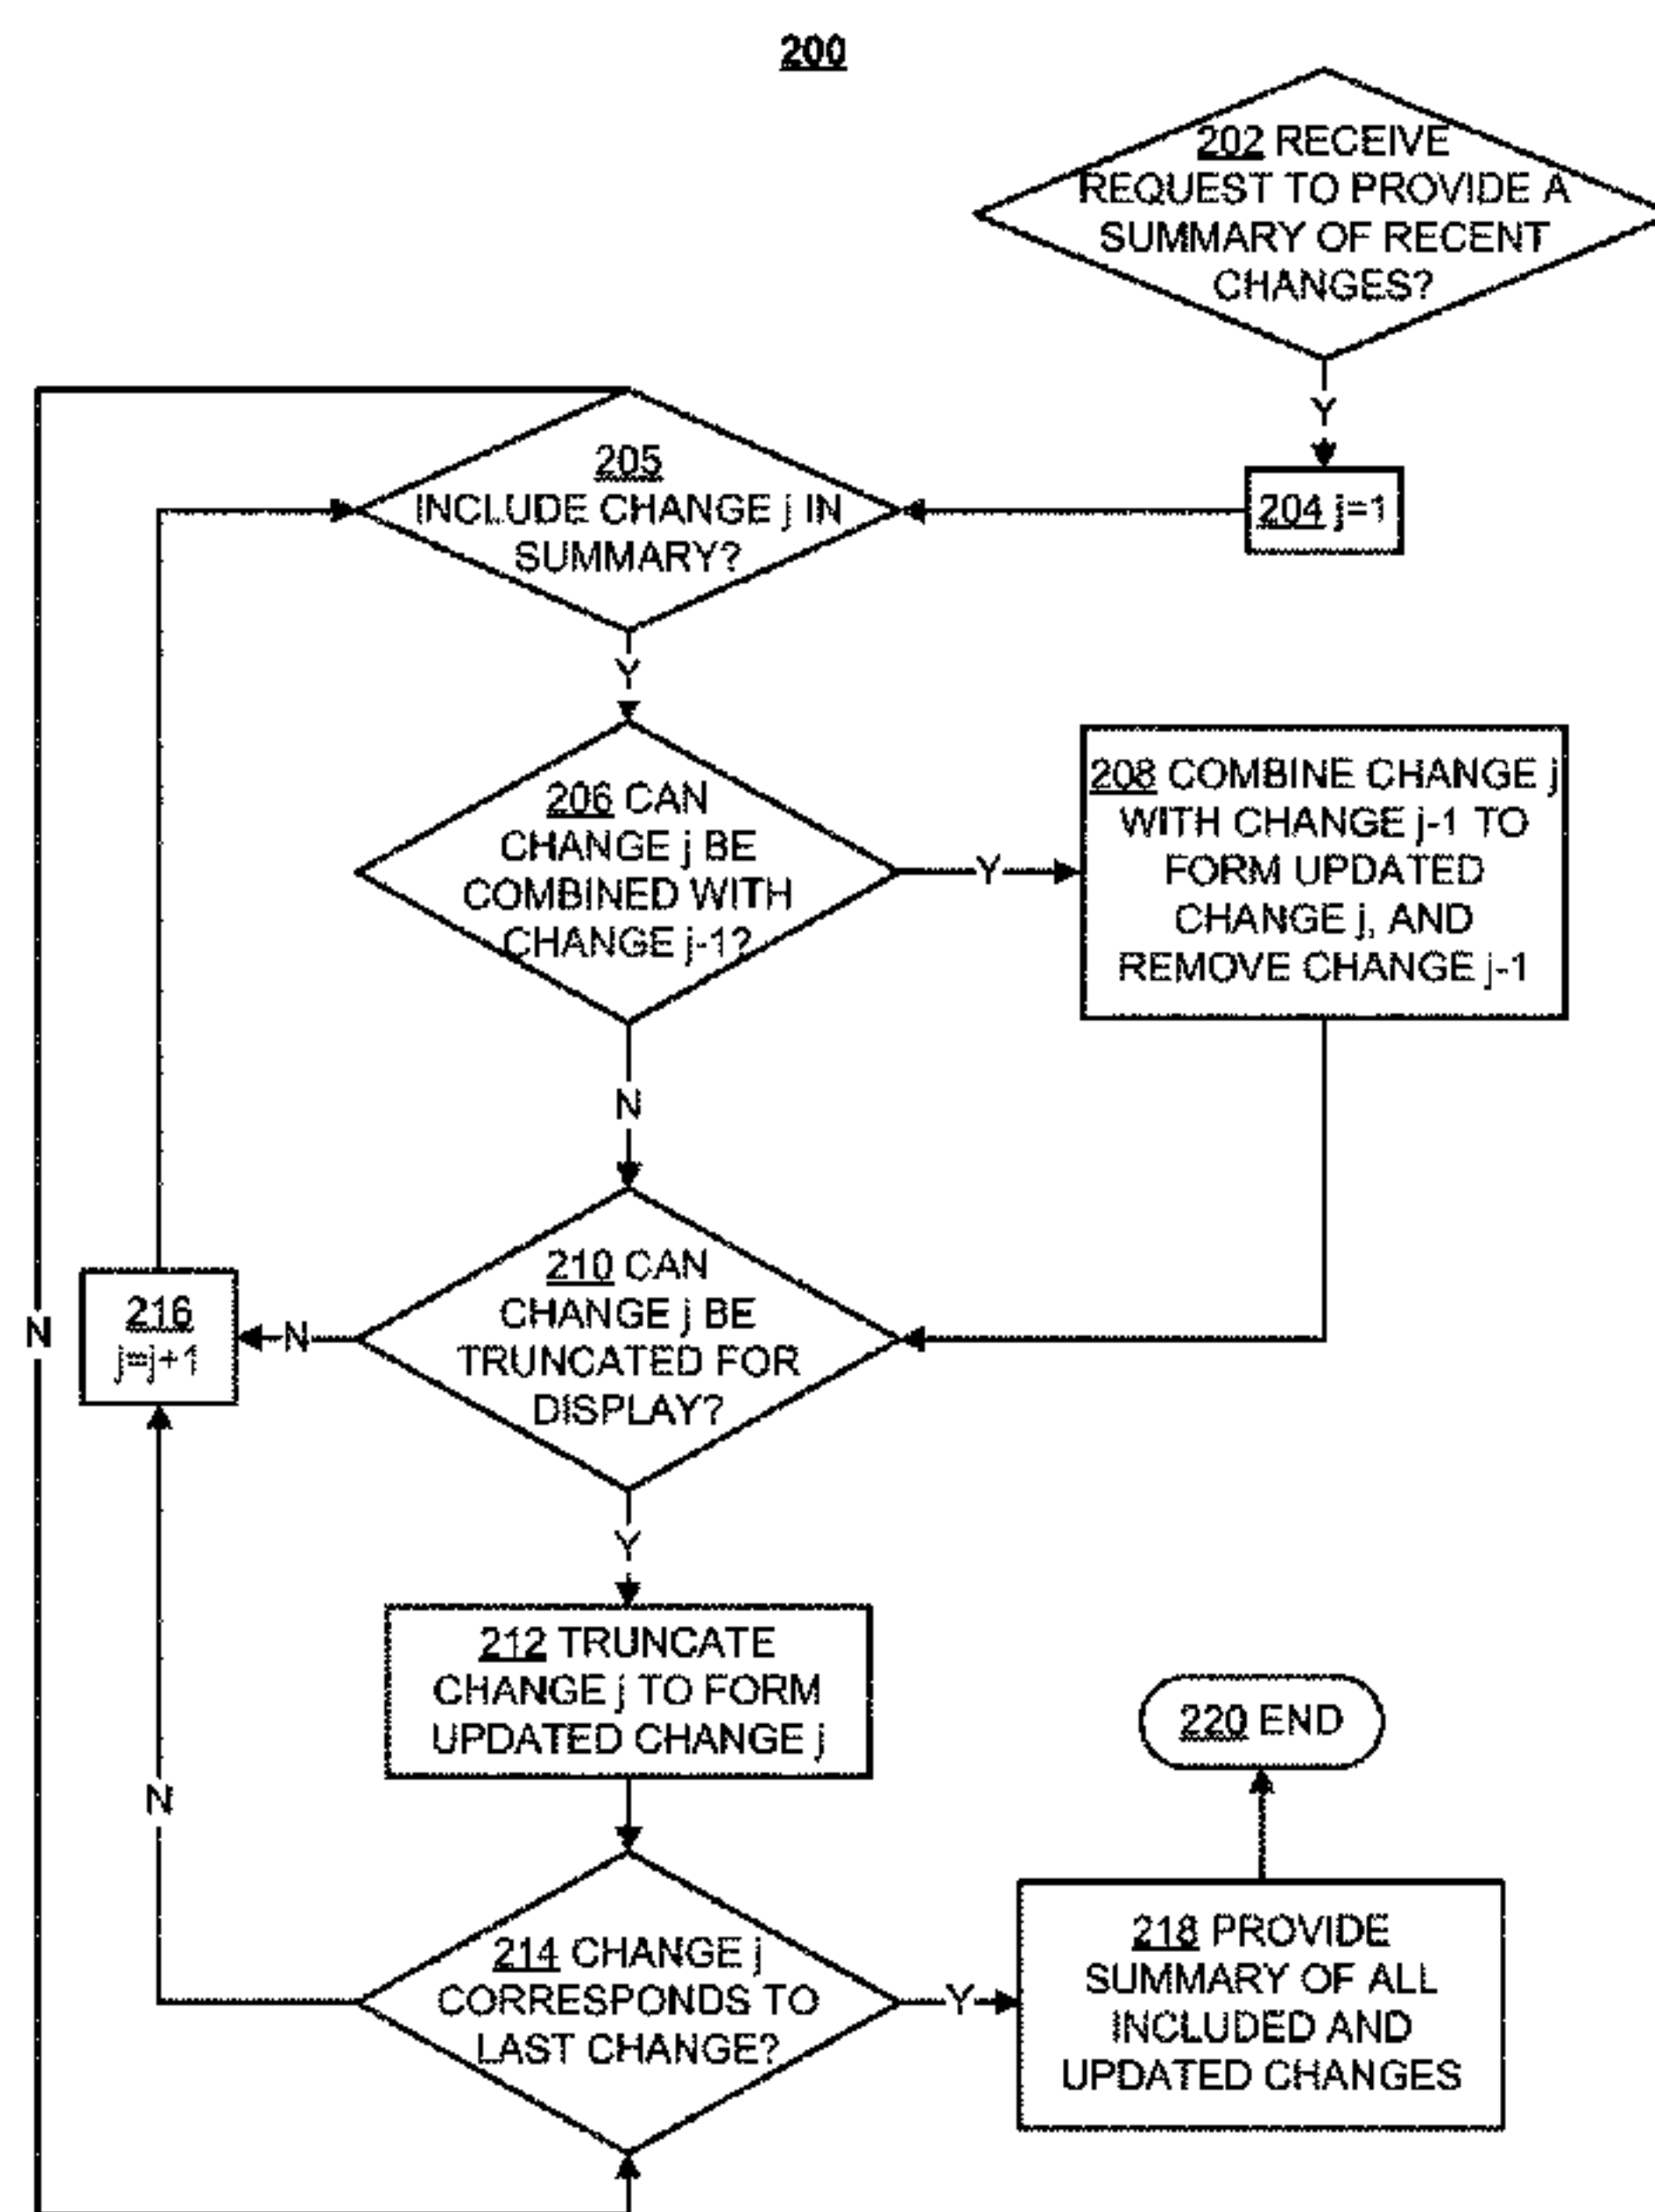 200
202 RECEIVE
REQUEST TO PROVIDE A
SUMMARY OF RECENT
CHANGES?
Y
204 j=1
205
INCLUDE CHANGE j IN
SUMMARY?
Y
206 CAN
CHANGE j BE
COMBINED WITH
CHANGE j-1?
Y
208 COMBINE CHANGE j
WITH CHANGE j-1 TO
FORM UPDATED
CHANGE j, AND
REMOVE CHANGE j-1
N
210 CAN
CHANGE j BE
TRUNCATED FOR
DISPLAY?
N
216
j=j+1
N
Y
212 TRUNCATE
CHANGE j TO FORM
UPDATED CHANGE j
220 END
N
214 CHANGE j
CORRESPONDS TO
LAST CHANGE?
Y
218 PROVIDE
SUMMARY OF ALL
INCLUDED AND
UPDATED CHANGES